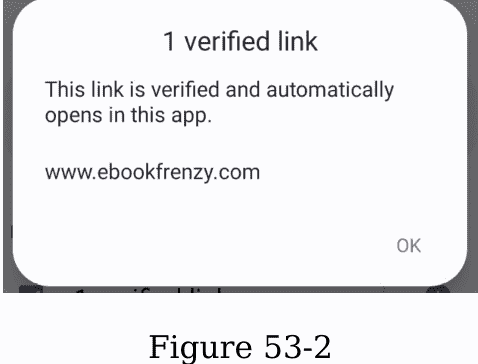 1 verified link
This link is verified and automatically
opens in this app.
www.ebookfrenzy.com
OK
Figure 53-2